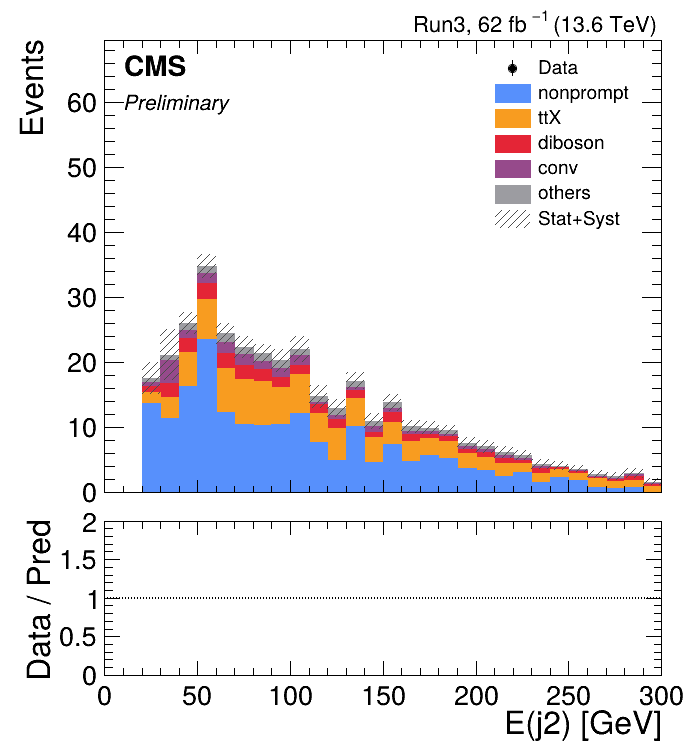 Run3, 62 fb⁻¹ (13.6 TeV)
CMS
Preliminary
Events
Data
nonprompt
ttX
diboson
conv
others
Stat+Syst
60
50
40
30
20
10
0
Data / Pred
2
1.5
1
0.5
0
0 50 100 150 200 250 300
E(j2) [GeV]